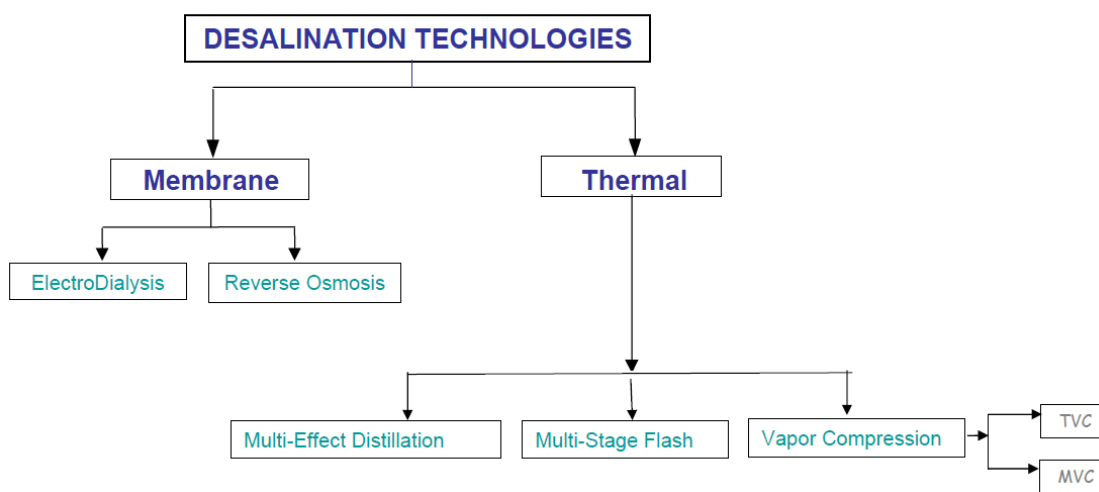 DESALINATION TECHNOLOGIES
Membrane
Thermal
ElectroDialysis
Reverse Osmosis
Multi-Effect Distillation
Multi-Stage Flash
Vapor Compression
TVC
MVC